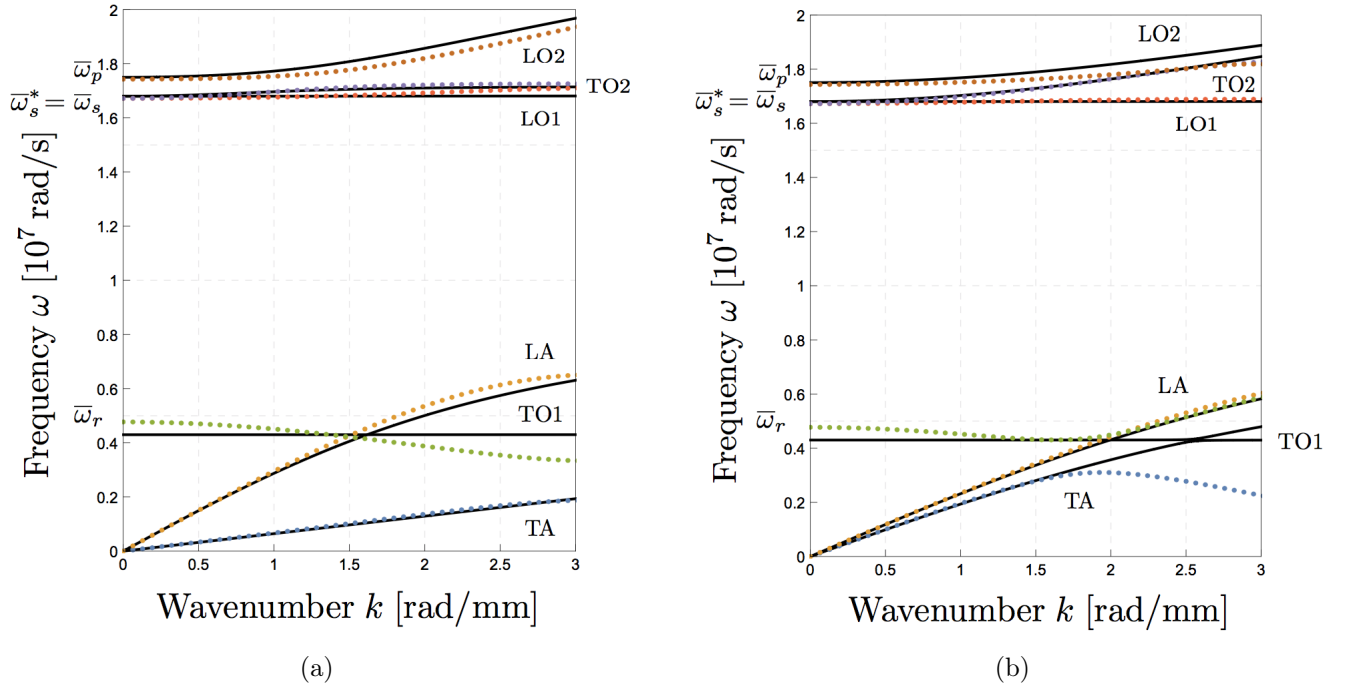 2
1.8
1.6
1.4
1.2
1
0.8
0.6
0.4
0.2
0
ω̅p
ω̅s* = ω̅s
ω̅r
LO2
TO2
LO1
LA
TO1
TA
0 0.5 1 1.5 2 2.5 3
Frequency ω [10⁷ rad/s]
Wavenumber k [rad/mm]
(a)
2
1.8
1.6
1.4
1.2
1
0.8
0.6
0.4
0.2
0
ω̅p
ω̅s* = ω̅s
ω̅r
LO2
TO2
LO1
LA
TO1
TA
0 0.5 1 1.5 2 2.5 3
Frequency ω [10⁷ rad/s]
Wavenumber k [rad/mm]
(b)